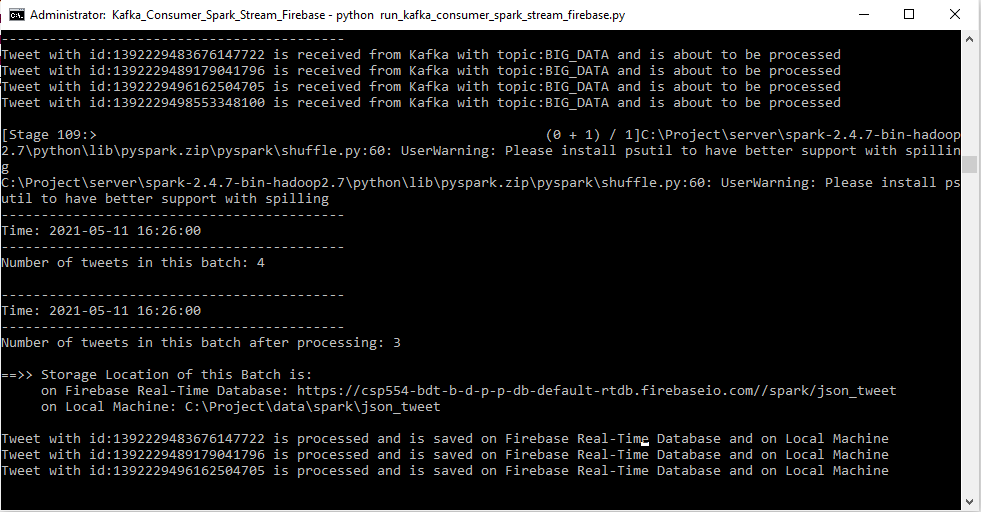 Administrator: Kafka_Consumer_Spark_Stream_Firebase - python run_kafka_consumer_spark_stream_firebase.py
-------------------------------------------
Tweet with id:1392229483676147722 is received from Kafka with topic:BIG_DATA and is about to be processed
Tweet with id:1392229489179041796 is received from Kafka with topic:BIG_DATA and is about to be processed
Tweet with id:1392229496162504705 is received from Kafka with topic:BIG_DATA and is about to be processed
Tweet with id:1392229498553348100 is received from Kafka with topic:BIG_DATA and is about to be processed
[Stage 109:> (0 + 1) / 1]C:\Project\server\spark-2.4.7-bin-hadoop
2.7\python\lib\pyspark.zip\pyspark\shuffle.py:60: UserWarning: Please install psutil to have better support with spillin
g
C:\Project\server\spark-2.4.7-bin-hadoop2.7\python\lib\pyspark.zip\pyspark\shuffle.py:60: UserWarning: Please install ps
util to have better support with spilling
-------------------------------------------
Time: 2021-05-11 16:26:00
-------------------------------------------
Number of tweets in this batch: 4
-------------------------------------------
Time: 2021-05-11 16:26:00
-------------------------------------------
Number of tweets in this batch after processing: 3
==>> Storage Location of this Batch is:
on Firebase Real-Time Database: https://csp554-bdt-b-d-p-p-db-default-rtdb.firebaseio.com//spark/json_tweet
on Local Machine: C:\Project\data\spark\json_tweet
Tweet with id:1392229483676147722 is processed and is saved on Firebase Real-Time Database and on Local Machine
Tweet with id:1392229489179041796 is processed and is saved on Firebase Real-Time Database and on Local Machine
Tweet with id:1392229496162504705 is processed and is saved on Firebase Real-Time Database and on Local Machine